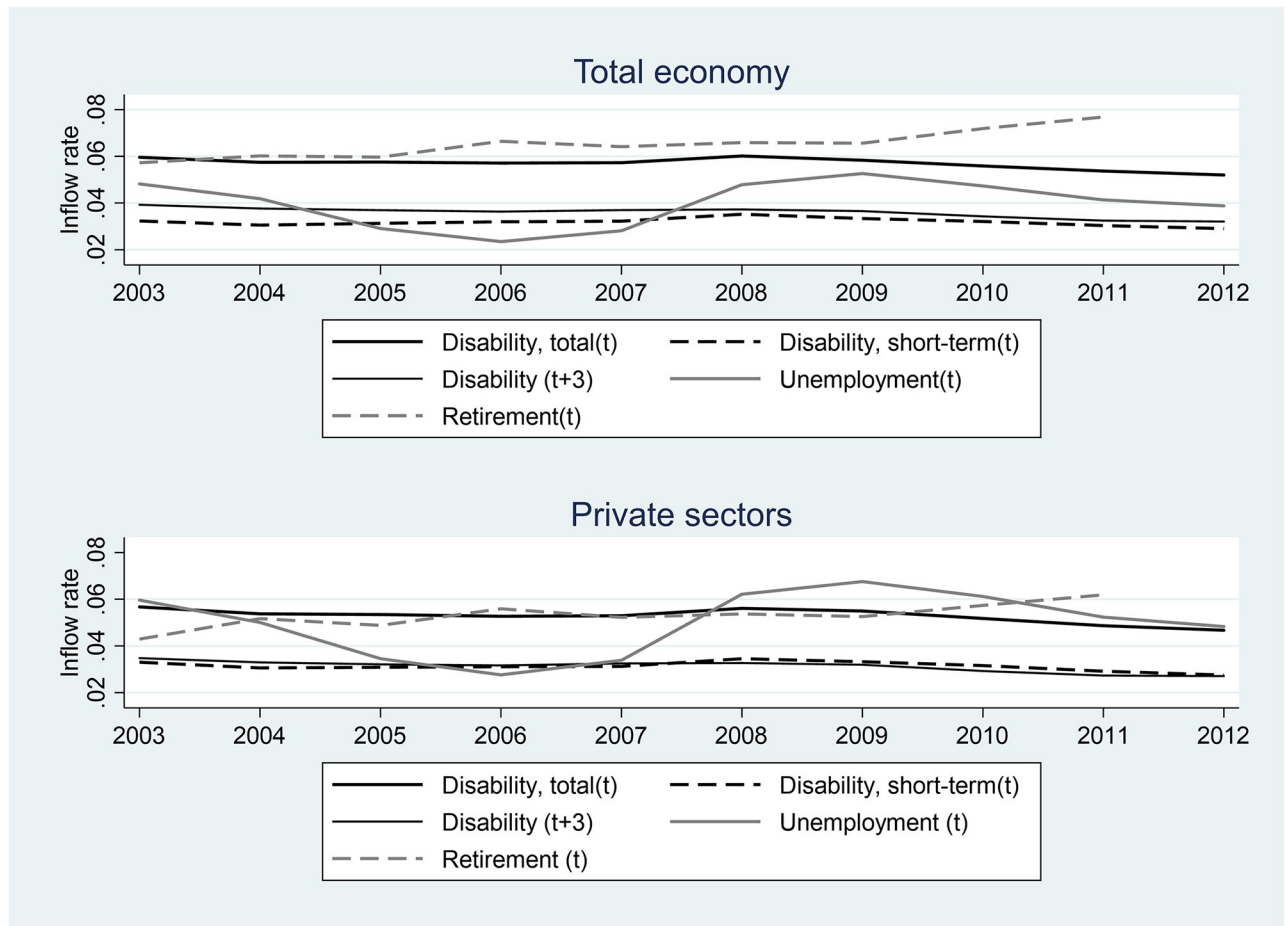 Total economy
Inflow rate
.08
.06
.04
.02
2003 2004 2005 2006 2007 2008 2009 2010 2011 2012
Disability, total(t) Disability, short-term(t)
Disability (t+3) Unemployment(t)
Retirement(t)
Private sectors
Inflow rate
.08
.06
.04
.02
2003 2004 2005 2006 2007 2008 2009 2010 2011 2012
Disability, total(t) Disability, short-term(t)
Disability (t+3) Unemployment (t)
Retirement (t)